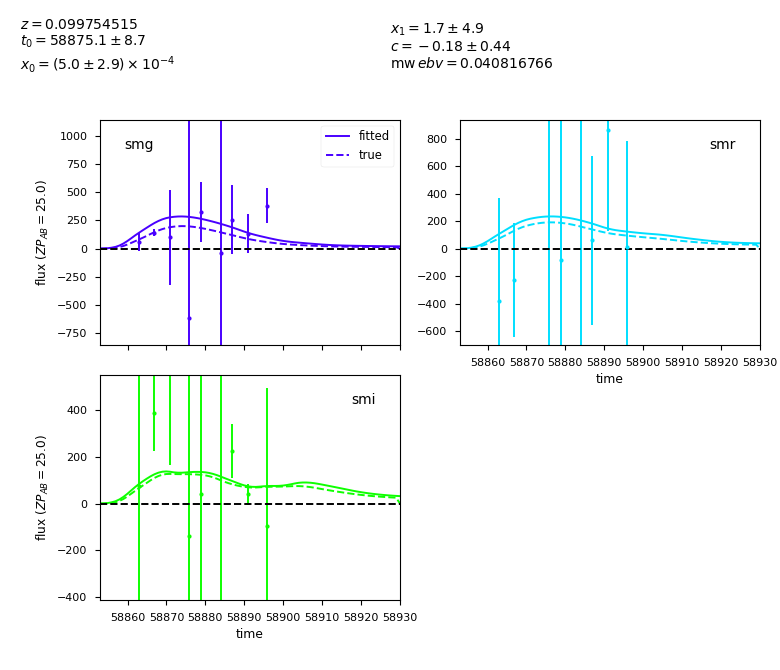 z = 0.099754515
t₀ = 58875.1 ± 8.7
x₀ = (5.0 ± 2.9) × 10⁻⁴
x₁ = 1.7 ± 4.9
c = −0.18 ± 0.44
mw ebv = 0.040816766
smg
fitted
true
1000
750
500
250
0
−250
−500
−750
flux (ZP_AB = 25.0)
smr
800
600
400
200
0
−200
−400
−600
58860 58870 58880 58890 58900 58910 58920 58930
time
smi
400
200
0
−200
−400
flux (ZP_AB = 25.0)
58860 58870 58880 58890 58900 58910 58920 58930
time